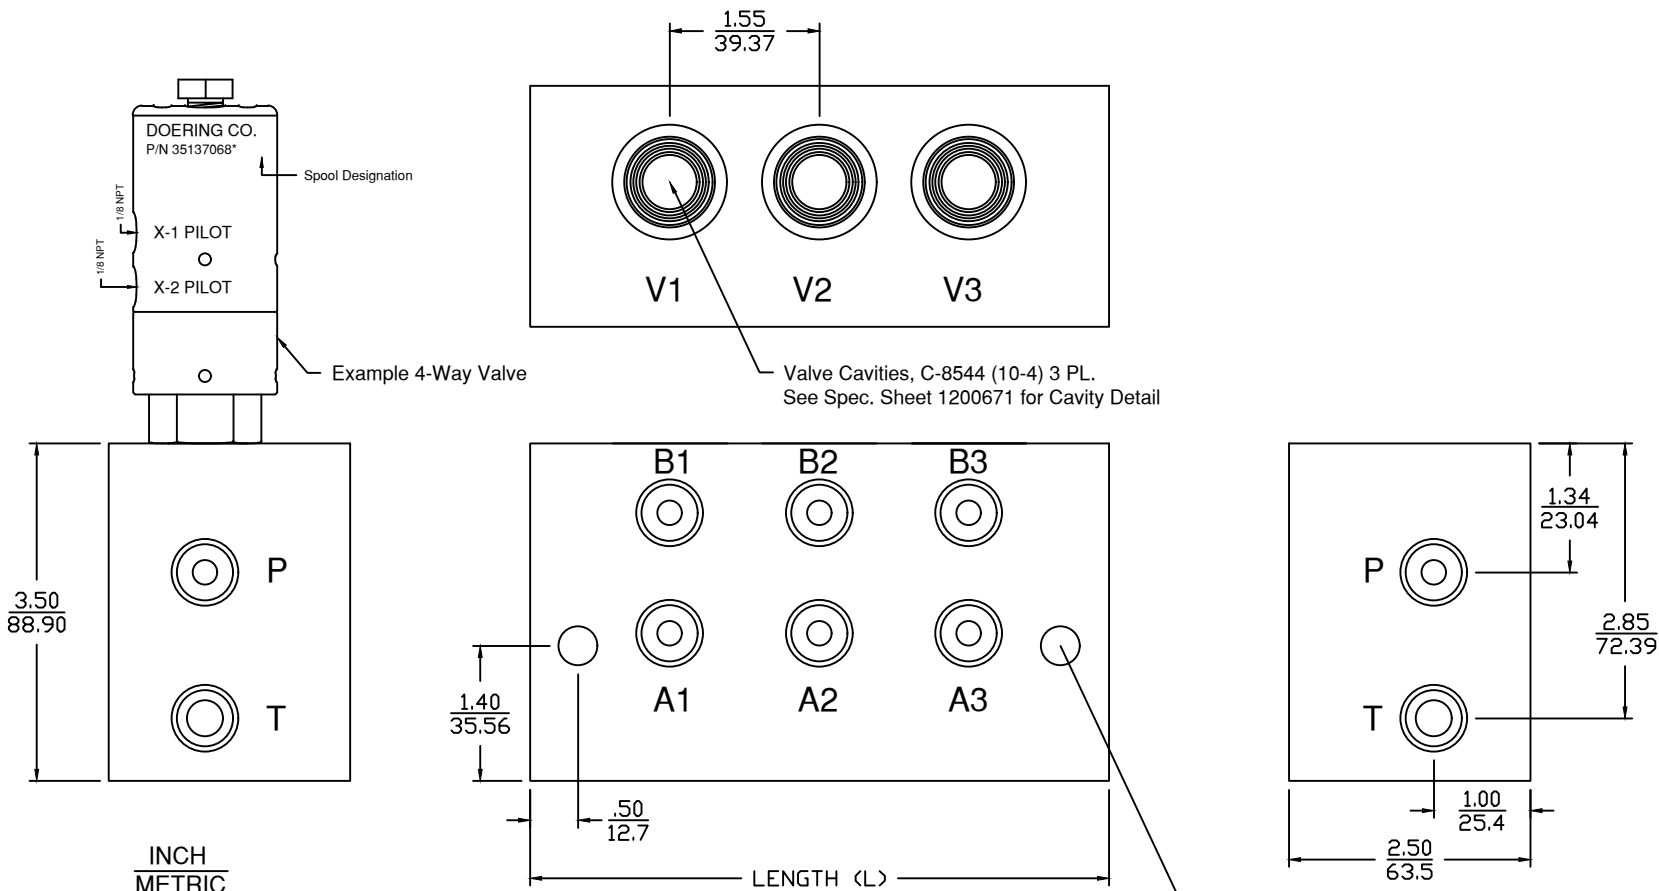 1.55
39.37
DOERING CO.
P/N 35137068*
Spool Designation
1/8 NPT
X-1 PILOT
1/8 NPT
X-2 PILOT
V1 V2 V3
Example 4-Way Valve
Valve Cavities, C-8544 (10-4) 3 PL.
See Spec. Sheet 1200671 for Cavity Detail
B1 B2 B3
1.34
23.04
P
P
3.50
88.90
2.85
72.39
A1 A2 A3
1.40
35.56
T
T
.50
12.7
1.00
25.4
2.50
63.5
INCH
METRIC
LENGTH (L)